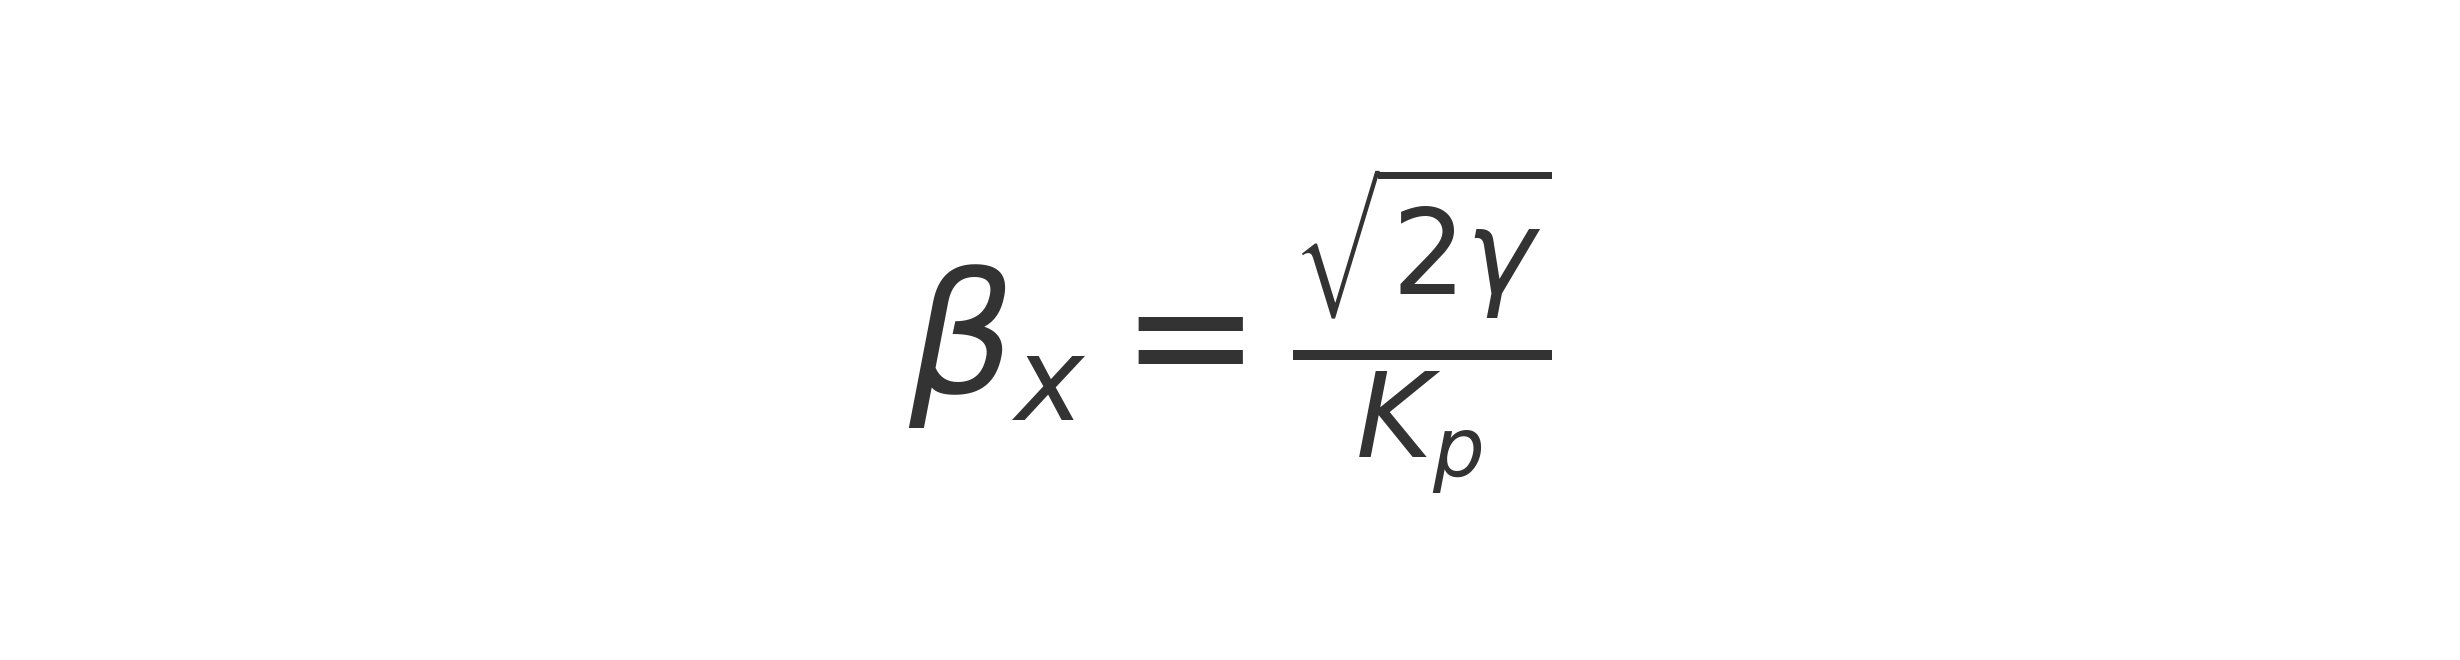 β_x = √(2γ) / K_p